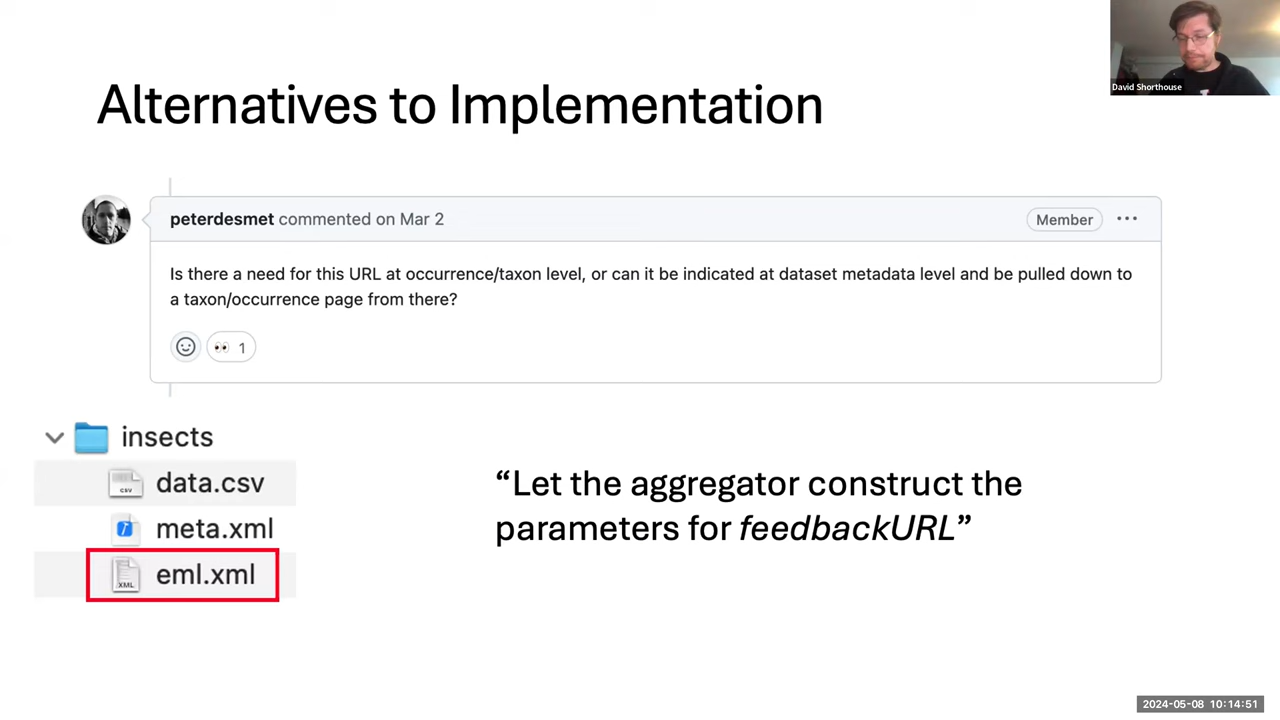 David Shorthouse
Alternatives to Implementation
peterdesmet commented on Mar 2
Member
Is there a need for this URL at occurrence/taxon level, or can it be indicated at dataset metadata level and be pulled down to
a taxon/occurrence page from there?
1
insects
CSV
data.csv
meta.xml
XML
eml.xml
“Let the aggregator construct the
parameters for feedbackURL”
2024-05-08 10:14:51